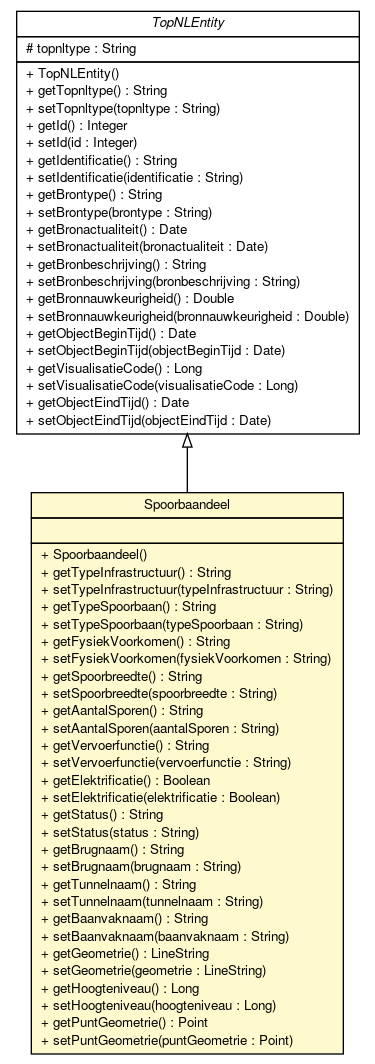 TopNLEntity
# topnltype : String
+ TopNLEntity()
+ getTopnltype() : String
+ setTopnltype(topnltype : String)
+ getId() : Integer
+ setId(id : Integer)
+ getIdentificatie() : String
+ setIdentificatie(identificatie : String)
+ getBrontype() : String
+ setBrontype(brontype : String)
+ getBronactualiteit() : Date
+ setBronactualiteit(bronactualiteit : Date)
+ getBronbeschrijving() : String
+ setBronbeschrijving(bronbeschrijving : String)
+ getBronnauwkeurigheid() : Double
+ setBronnauwkeurigheid(bronnauwkeurigheid : Double)
+ getObjectBeginTijd() : Date
+ setObjectBeginTijd(objectBeginTijd : Date)
+ getVisualisatieCode() : Long
+ setVisualisatieCode(visualisatieCode : Long)
+ getObjectEindTijd() : Date
+ setObjectEindTijd(objectEindTijd : Date)
Spoorbaandeel
+ Spoorbaandeel()
+ getTypeInfrastructuur() : String
+ setTypeInfrastructuur(typeInfrastructuur : String)
+ getTypeSpoorbaan() : String
+ setTypeSpoorbaan(typeSpoorbaan : String)
+ getFysiekVoorkomen() : String
+ setFysiekVoorkomen(fysiekVoorkomen : String)
+ getSpoorbreedte() : String
+ setSpoorbreedte(spoorbreedte : String)
+ getAantalSporen() : String
+ setAantalSporen(aantalSporen : String)
+ getVervoerfunctie() : String
+ setVervoerfunctie(vervoerfunctie : String)
+ getElektrificatie() : Boolean
+ setElektrificatie(elektrificatie : Boolean)
+ getStatus() : String
+ setStatus(status : String)
+ getBrugnaam() : String
+ setBrugnaam(brugnaam : String)
+ getTunnelnaam() : String
+ setTunnelnaam(tunnelnaam : String)
+ getBaanvaknaam() : String
+ setBaanvaknaam(baanvaknaam : String)
+ getGeometrie() : LineString
+ setGeometrie(geometrie : LineString)
+ getHoogteniveau() : Long
+ setHoogteniveau(hoogteniveau : Long)
+ getPuntGeometrie() : Point
+ setPuntGeometrie(puntGeometrie : Point)